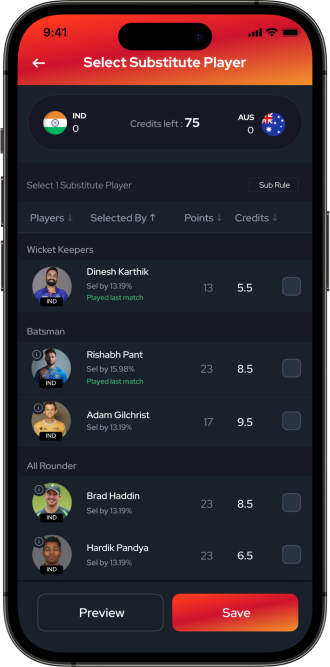 9:41
Select Substitute Player
IND
0
Credits left : 75
AUS
0
Select 1 Substitute Player
Sub Rule
Players ↓ Selected By ↑ Points ↓ Credits ↓
Wicket Keepers
Dinesh Karthik
Sel by 13.19%
Played last match
IND
13 5.5
Batsman
Rishabh Pant
Sel by 15.98%
Played last match
IND
23 8.5
Adam Gilchrist
Sel by 13.19%
IND
17 9.5
All Rounder
Brad Haddin
Sel by 13.19%
IND
23 8.5
Hardik Pandya
Sel by 13.19%
IND
23 6.5
Preview Save